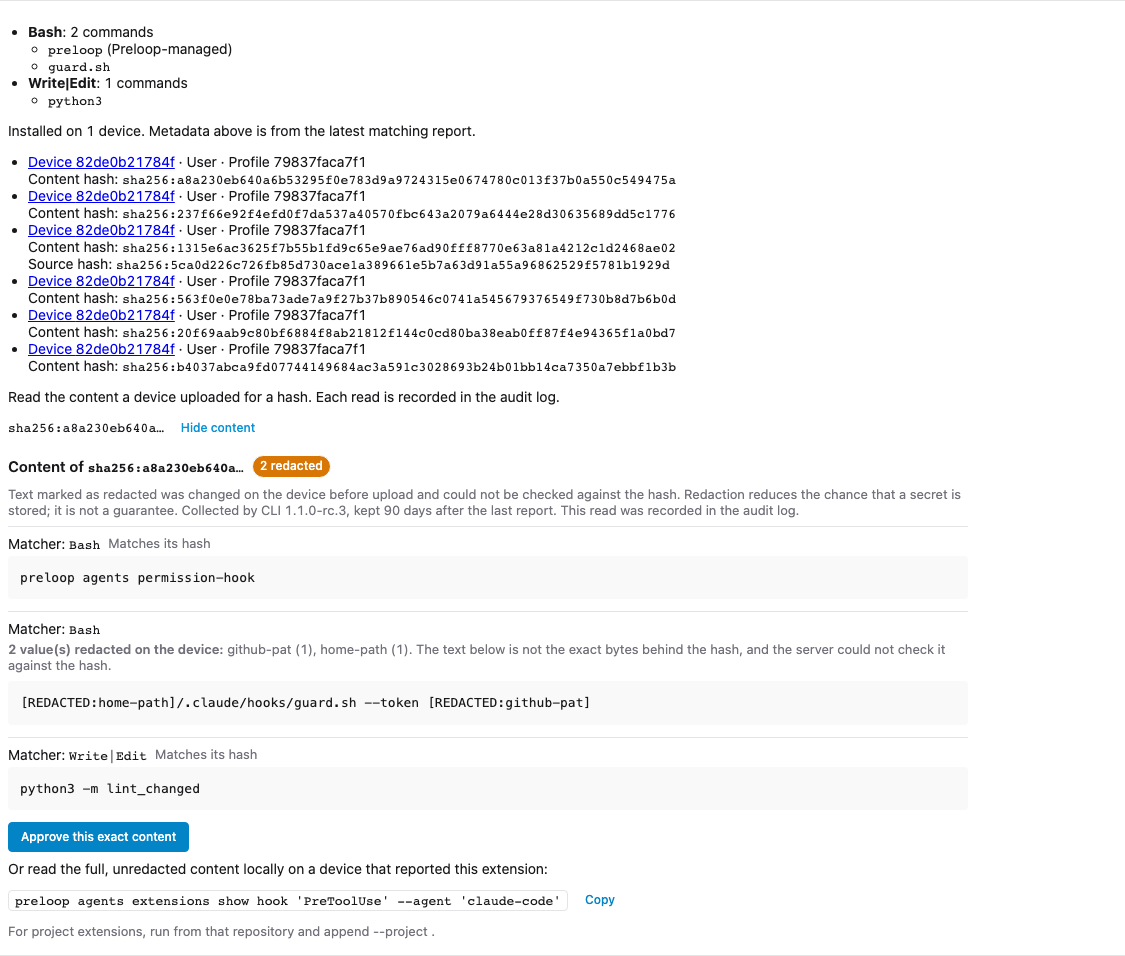 Bash: 2 commands
preloop (Preloop-managed)
guard.sh
Write|Edit: 1 commands
python3
Installed on 1 device. Metadata above is from the latest matching report.
Device 82de0b21784f · User · Profile 79837faca7f1
Content hash: sha256:a8a230eb640a6b53295f0e783d9a9724315e0674780c013f37b0a550c549475a
Device 82de0b21784f · User · Profile 79837faca7f1
Content hash: sha256:237f66e92f4efd0f7da537a40570fbc643a2079a6444e28d30635689dd5c1776
Device 82de0b21784f · User · Profile 79837faca7f1
Content hash: sha256:1315e6ac3625f7b55b1fd9c65e9ae76ad90fff8770e63a81a4212c1d2468ae02
Source hash: sha256:5ca0d226c726fb85d730ace1a389661e5b7a63d91a55a96862529f5781b1929d
Device 82de0b21784f · User · Profile 79837faca7f1
Content hash: sha256:563f0e0e78ba73ade7a9f27b37b890546c0741a545679376549f730b8d7b6b0d
Device 82de0b21784f · User · Profile 79837faca7f1
Content hash: sha256:20f69aab9c80bf6884f8ab21812f144c0cd80ba38eab0ff87f4e94365f1a0bd7
Device 82de0b21784f · User · Profile 79837faca7f1
Content hash: sha256:b4037abca9fd07744149684ac3a591c3028693b24b01bb14ca7350a7ebbf1b3b
Read the content a device uploaded for a hash. Each read is recorded in the audit log.
sha256:a8a230eb640a… Hide content
Content of sha256:a8a230eb640a… 2 redacted
Text marked as redacted was changed on the device before upload and could not be checked against the hash. Redaction reduces the chance that a secret is
stored; it is not a guarantee. Collected by CLI 1.1.0-rc.3, kept 90 days after the last report. This read was recorded in the audit log.
Matcher: Bash Matches its hash
preloop agents permission-hook
Matcher: Bash
2 value(s) redacted on the device: github-pat (1), home-path (1). The text below is not the exact bytes behind the hash, and the server could not check it
against the hash.
[REDACTED:home-path]/.claude/hooks/guard.sh --token [REDACTED:github-pat]
Matcher: Write|Edit Matches its hash
python3 -m lint_changed
Approve this exact content
Or read the full, unredacted content locally on a device that reported this extension:
preloop agents extensions show hook 'PreToolUse' --agent 'claude-code' Copy
For project extensions, run from that repository and append --project .